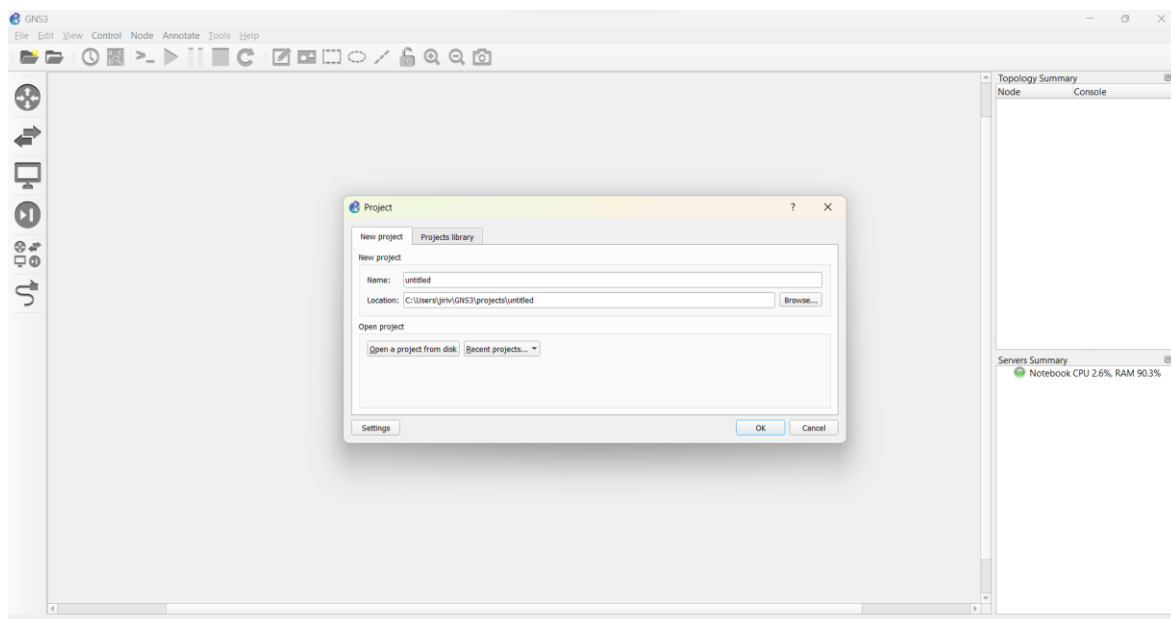 GNS3
File Edit View Control Node Annotate Tools Help
Topology Summary
Node Console
Project
New project Projects library
New project
Name: untitled
Location: C:\Users\jiriv\GNS3\projects\untitled Browse...
Open project
Open a project from disk Recent projects...
Settings OK Cancel
Servers Summary
Notebook CPU 2.6%, RAM 90.3%